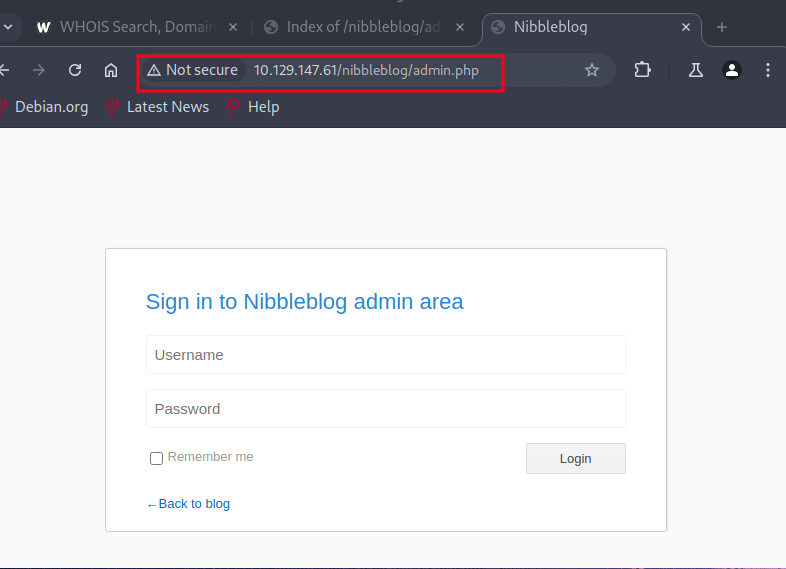 WHOIS Search, Domain
Index of /nibbleblog/ad
Nibbleblog
Not secure 10.129.147.61/nibbleblog/admin.php
Debian.org Latest News Help
Sign in to Nibbleblog admin area
Username
Password
Remember me
Login
←Back to blog